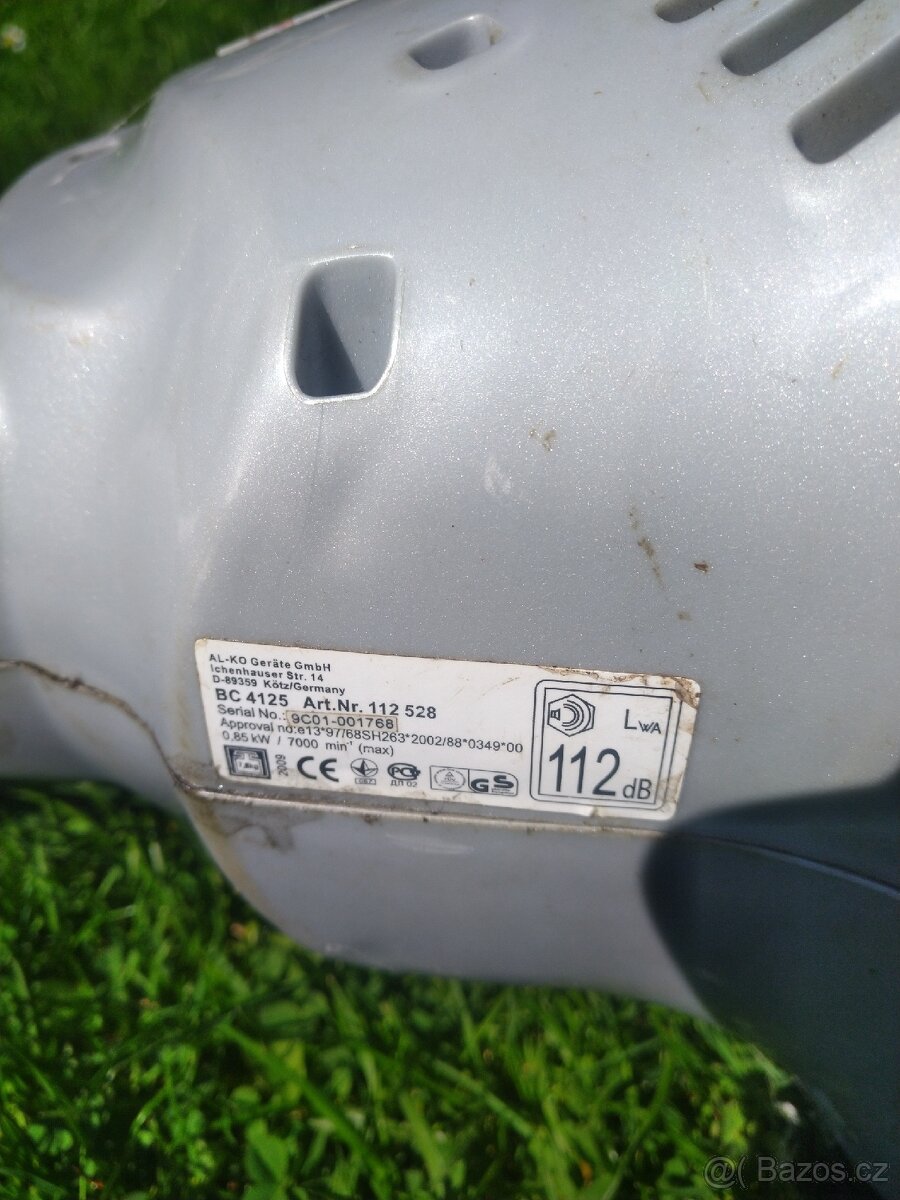 AL-KO Geräte GmbH
Ichenhauser Str. 14
D-89359 Kötz/Germany
BC 4125 Art.Nr. 112 528
Serial No.: 9C01-001768
Approval no:e13*97/68SH263*2002/88*0349*00
0.85 kW / 7000 min⁻¹ (max)
2009 CE GS
LWA
112 dB
@( Bazos.cz